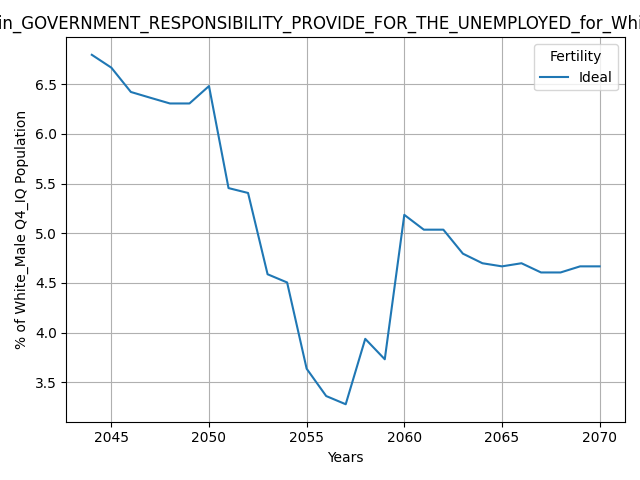 in_GOVERNMENT_RESPONSIBILITY_PROVIDE_FOR_THE_UNEMPLOYED_for_Whi
Fertility
Ideal
% of White_Male Q4_IQ Population
6.5
6.0
5.5
5.0
4.5
4.0
3.5
2045 2050 2055 2060 2065 2070
Years